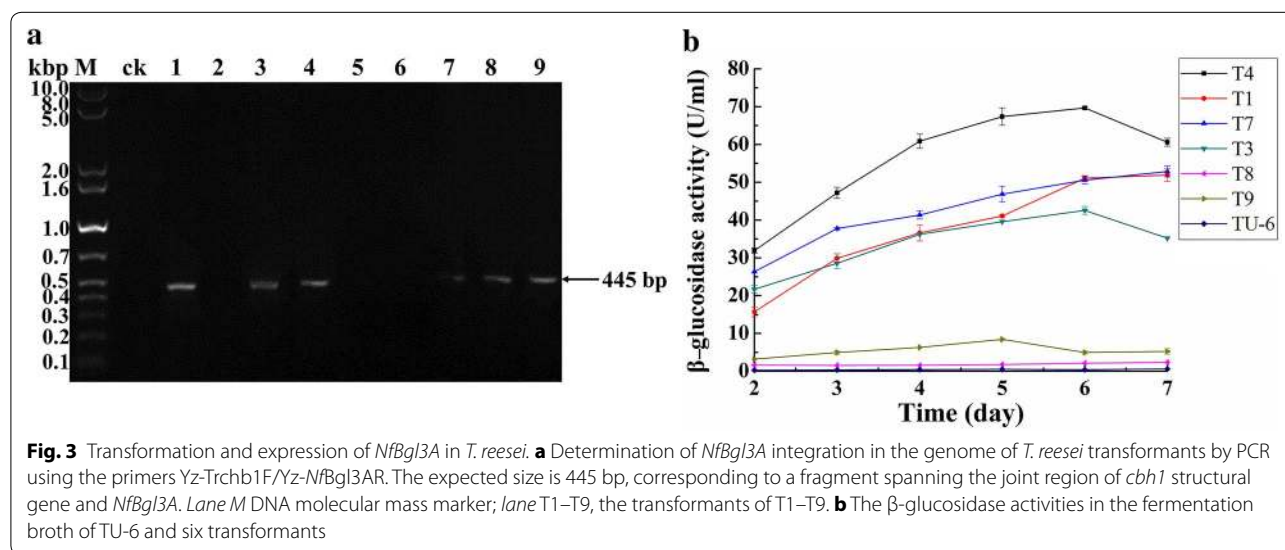 a
kbp M ck 1 2 3 4 5 6 7 8 9
10.0
8.0
5.0
2.0
1.6
1.0
0.7
0.5
0.4
0.3
0.2
0.1
445 bp
b
β-glucosidase activity (U/ml)
80
70
60
50
40
30
20
10
0
2 3 4 5 6 7
Time (day)
T4
T1
T7
T3
T8
T9
TU-6
Fig. 3 Transformation and expression of NfBgl3A in T. reesei. a Determination of NfBgl3A integration in the genome of T. reesei transformants by PCR
using the primers Yz-Trchb1F/Yz-NfBgl3AR. The expected size is 445 bp, corresponding to a fragment spanning the joint region of cbh1 structural
gene and NfBgl3A. Lane M DNA molecular mass marker; lane T1–T9, the transformants of T1–T9. b The β-glucosidase activities in the fermentation
broth of TU-6 and six transformants